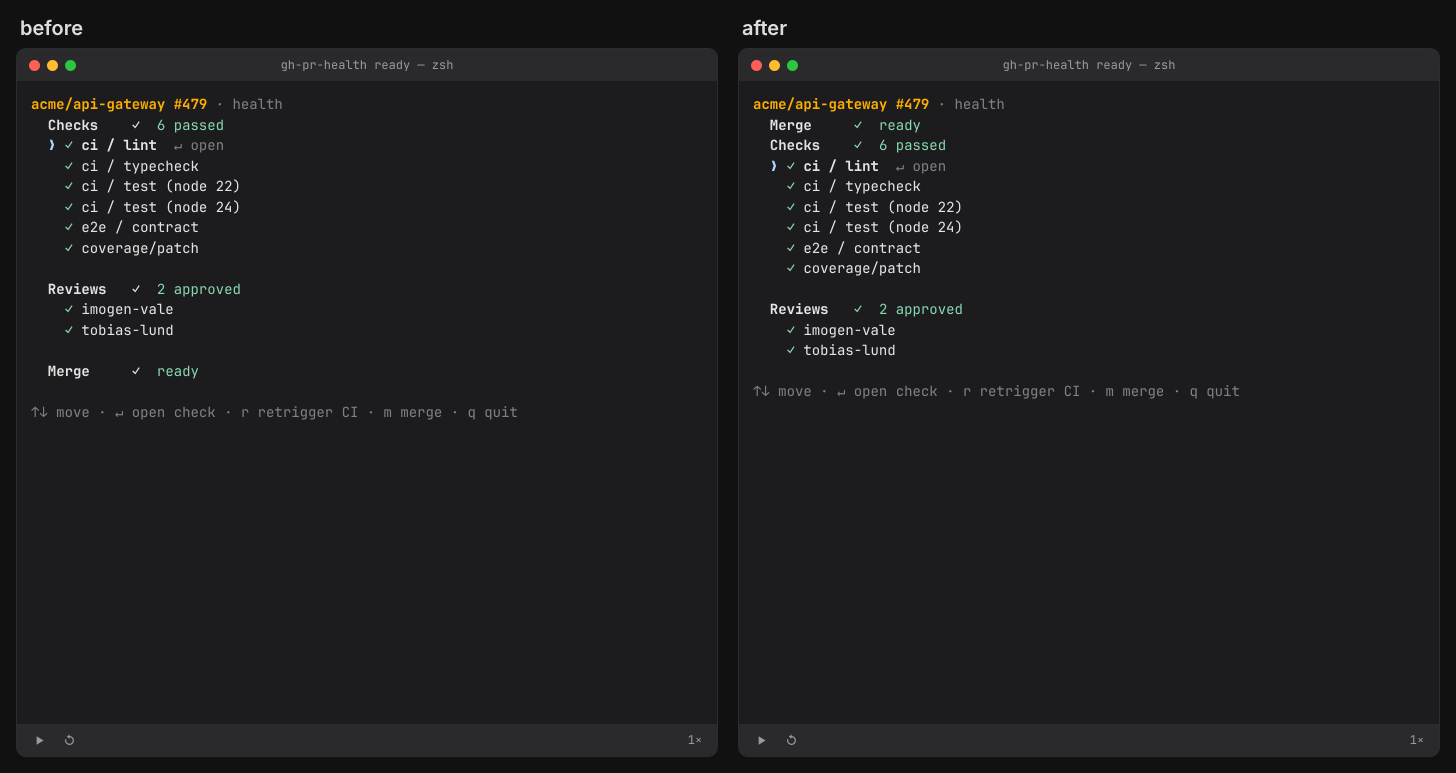 before
gh-pr-health ready — zsh
acme/api-gateway #479 · health
Checks ✓ 6 passed
❫ ✓ ci / lint ↵ open
✓ ci / typecheck
✓ ci / test (node 22)
✓ ci / test (node 24)
✓ e2e / contract
✓ coverage/patch
Reviews ✓ 2 approved
✓ imogen-vale
✓ tobias-lund
Merge ✓ ready
↑↓ move · ↵ open check · r retrigger CI · m merge · q quit
1×
after
gh-pr-health ready — zsh
acme/api-gateway #479 · health
Merge ✓ ready
Checks ✓ 6 passed
❫ ✓ ci / lint ↵ open
✓ ci / typecheck
✓ ci / test (node 22)
✓ ci / test (node 24)
✓ e2e / contract
✓ coverage/patch
Reviews ✓ 2 approved
✓ imogen-vale
✓ tobias-lund
↑↓ move · ↵ open check · r retrigger CI · m merge · q quit
1×